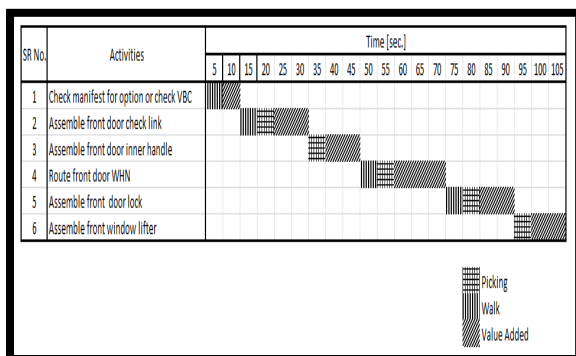 SR No. Activities Time [sec.]
5 10 15 20 25 30 35 40 45 50 55 60 65 70 75 80 85 90 95 100 105
1 Check manifest for option or check VBC
2 Assemble front door check link
3 Assemble front door inner handle
4 Route front door WHN
5 Assemble front door lock
6 Assemble front window lifter
Picking
Walk
Value Added